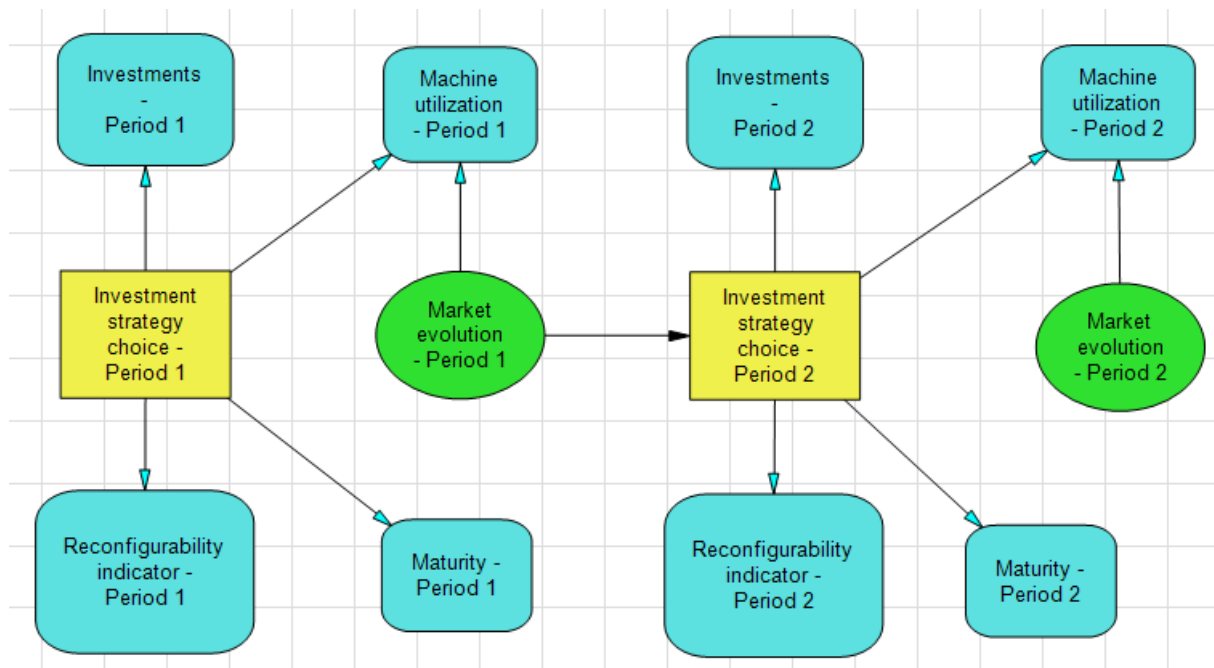 Investments
-
Period 1
Machine
utilization
- Period 1
Investments
-
Period 2
Machine
utilization
- Period 2
Investment
strategy
choice -
Period 1
Market
evolution
- Period 1
Investment
strategy
choice -
Period 2
Market
evolution
- Period 2
Reconfigurability
indicator -
Period 1
Maturity -
Period 1
Reconfigurability
indicator -
Period 2
Maturity -
Period 2